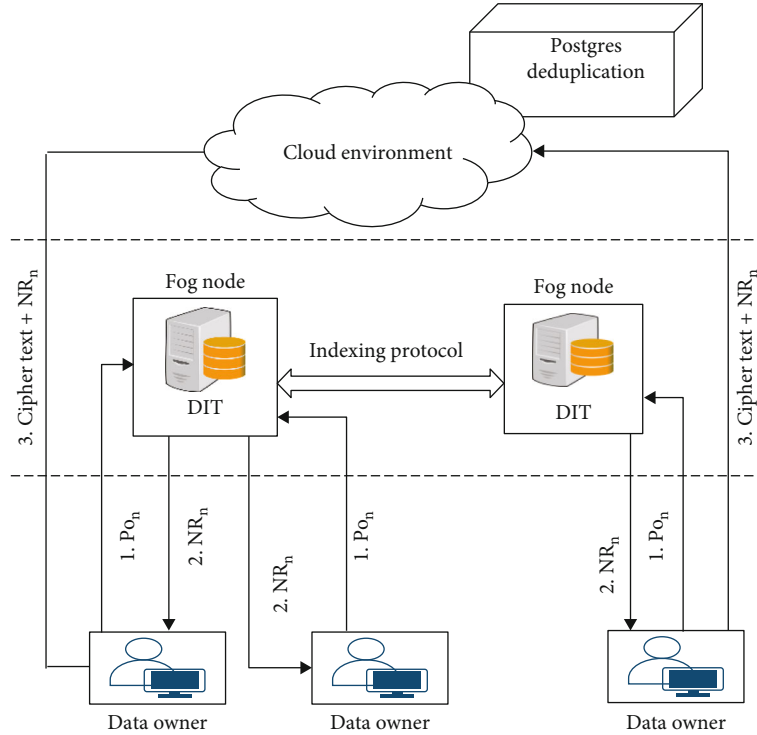 Postgres
deduplication
Cloud environment
3. Cipher text + NRn
3. Cipher text + NRn
Fog node
Fog node
Indexing protocol
DIT
DIT
1. Pon
2. NRn
2. NRn
1. Pon
2. NRn
1. Pon
Data owner
Data owner
Data owner